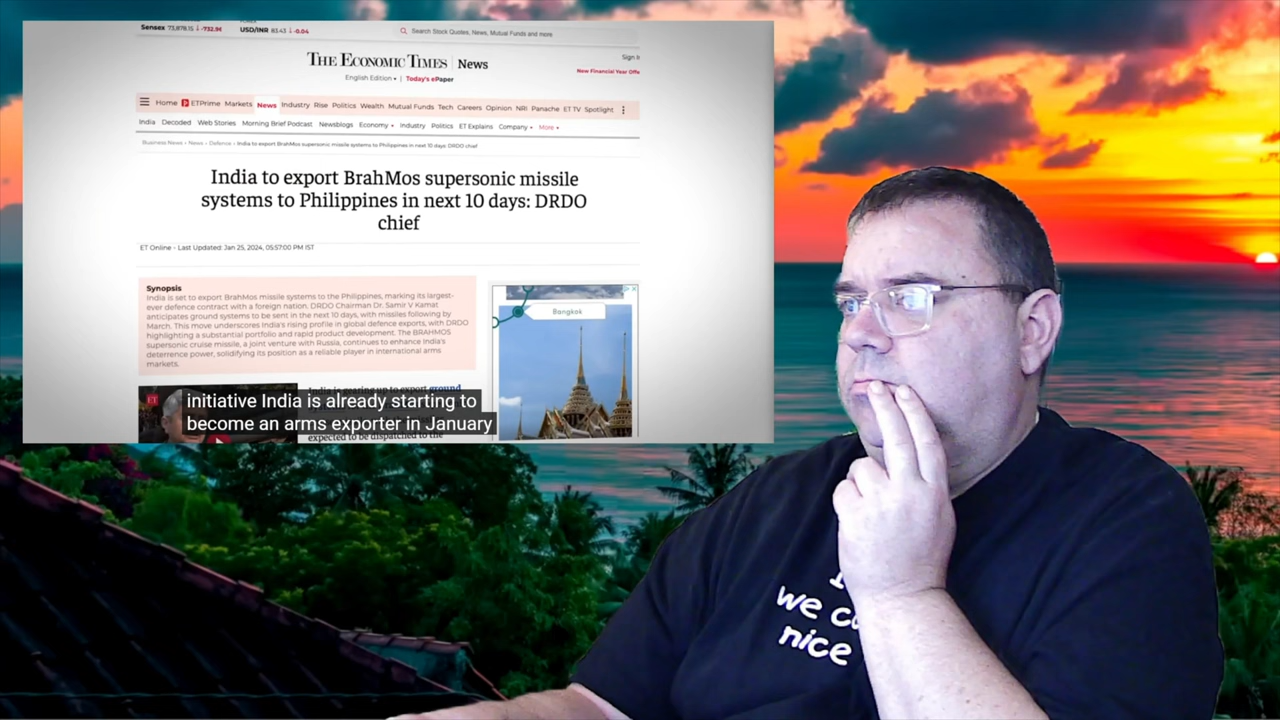 Sensex 73,878.15 ↓ -732.96
FOREX
USD/INR 83.43 ↓ -0.04
Search Stock Quotes, News, Mutual Funds and more
THE ECONOMIC TIMES | News
Sign In
English Edition | Today's ePaper
New Financial Year Offe
Home ETPrime Markets News Industry Rise Politics Wealth Mutual Funds Tech Careers Opinion NRI Panache ET TV Spotlight
India Decoded Web Stories Morning Brief Podcast Newsblogs Economy Industry Politics ET Explains Company More
Business News › News › Defence › India to export BrahMos supersonic missile systems to Philippines in next 10 days: DRDO chief
India to export BrahMos supersonic missile
systems to Philippines in next 10 days: DRDO
chief
ET Online - Last Updated: Jan 25, 2024, 05:57:00 PM IST
Synopsis
India is set to export BrahMos missile systems to the Philippines, marking its largest-
ever defence contract with a foreign nation. DRDO Chairman Dr. Samir V Kamat
anticipates ground systems to be sent in the next 10 days, with missiles following by
March. This move underscores India's rising profile in global defence exports, with DRDO
highlighting a substantial portfolio and rapid product development. The BRAHMOS
supersonic cruise missile, a joint venture with Russia, continues to enhance India's
deterrence power, solidifying its position as a reliable player in international arms
markets.
Bangkok
ET
India is gearing up to export ground
initiative India is already starting to
become an arms exporter in January
expected to be dispatched to the
we c
nice